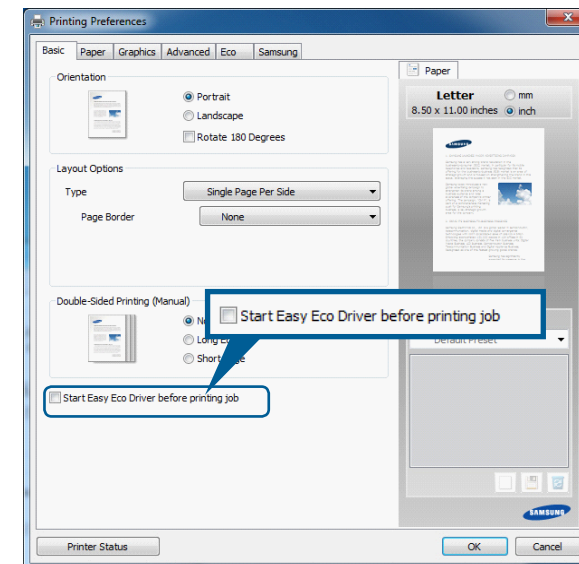 Printing Preferences
Basic Paper Graphics Advanced Eco Samsung
Orientation
Portrait
Landscape
Rotate 180 Degrees
Layout Options
Type Single Page Per Side
Page Border None
Double-Sided Printing (Manual)
Long
Short
Start Easy Eco Driver before printing job
Start Easy Eco Driver before printing job
Paper
Letter mm
8.50 x 11.00 inches inch
SAMSUNG
Default Preset
SAMSUNG
Printer Status OK Cancel